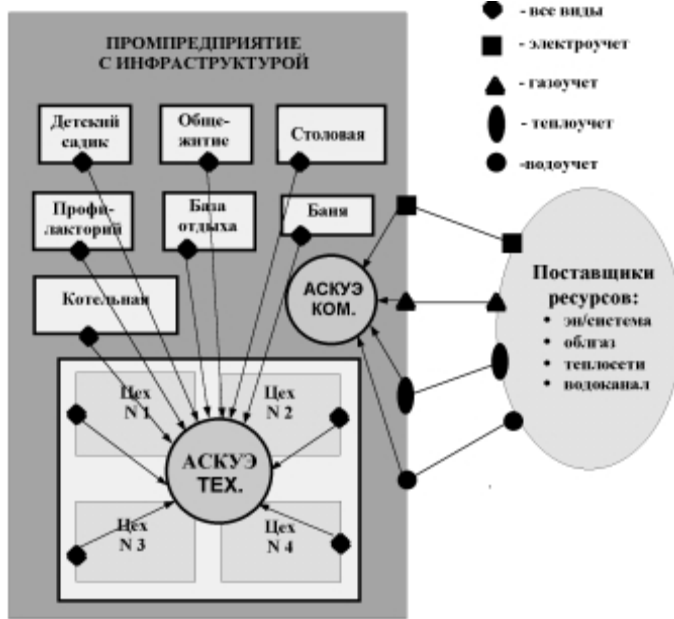 - все виды
- электроучет
- газоучет
- теплоучет
-водоучет
ПРОМПРЕДПРИЯТИЕ
С ИНФРАСТРУКТУРОЙ
Детский
садик
Обще-
житие
Столовая
Профи-
лакторий
База
отдыха
Баня
Котельная
АСКУЭ
КОМ.
Поставщики
ресурсов:
• эн/система
• облгаз
• теплосети
• водоканал
Цех
N 1
Цех
N 2
АСКУЭ
ТЕХ.
Цех
N 3
Цех
N 4